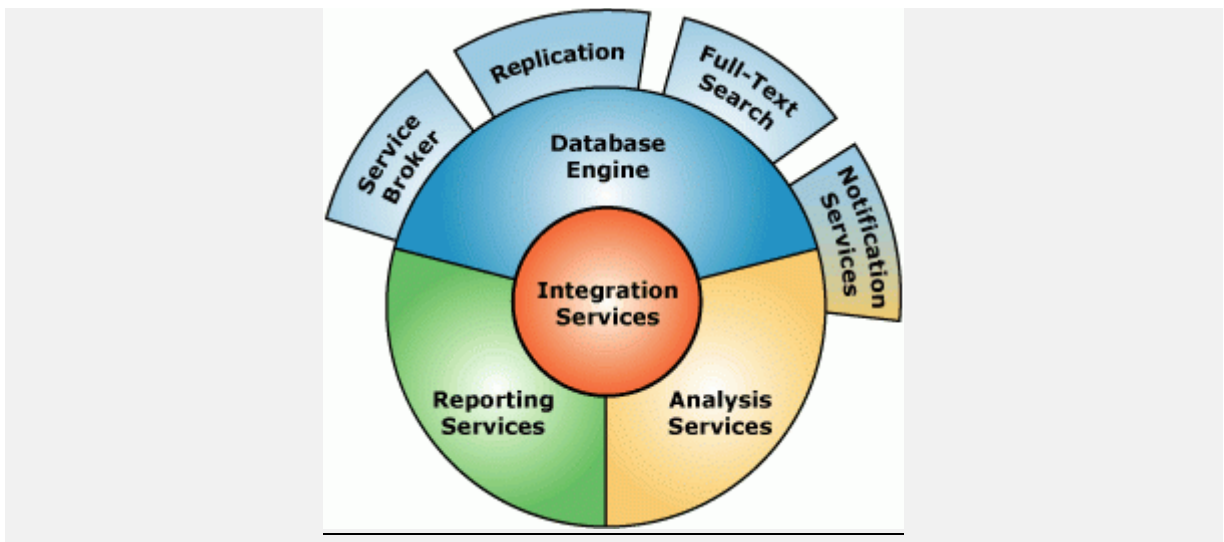 Service
Broker
Replication
Full-Text
Search
Notification
Services
Database
Engine
Integration
Services
Reporting
Services
Analysis
Services